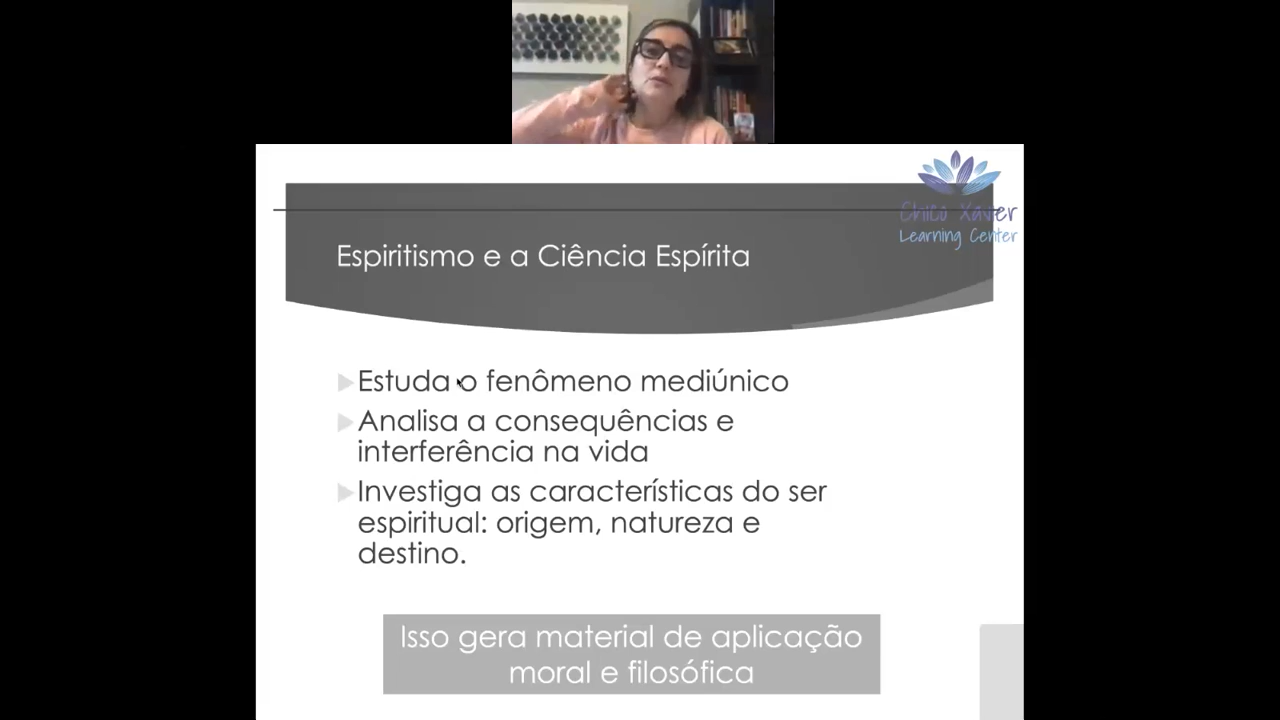 Chico Xavier
Learning Center
Espiritismo e a Ciência Espírita
Estuda o fenômeno mediúnico
Analisa a consequências e
interferência na vida
Investiga as características do ser
espiritual: origem, natureza e
destino.
Isso gera material de aplicação
moral e filosófica